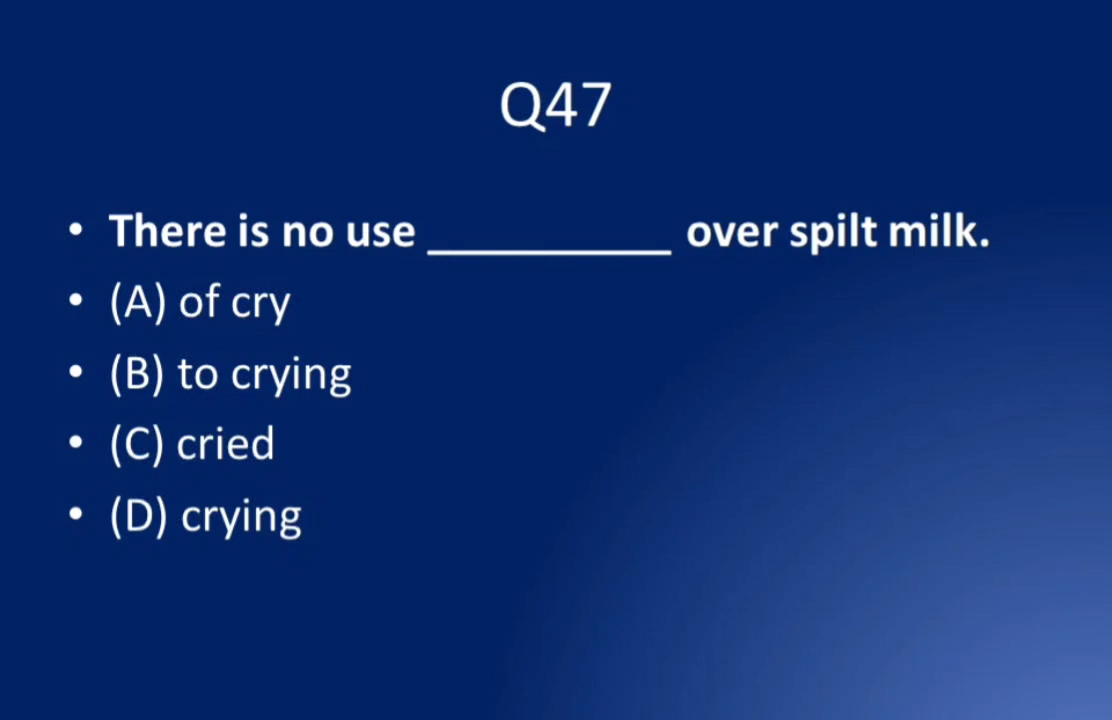 Q47
• There is no use __________ over spilt milk.
• (A) of cry
• (B) to crying
• (C) cried
• (D) crying